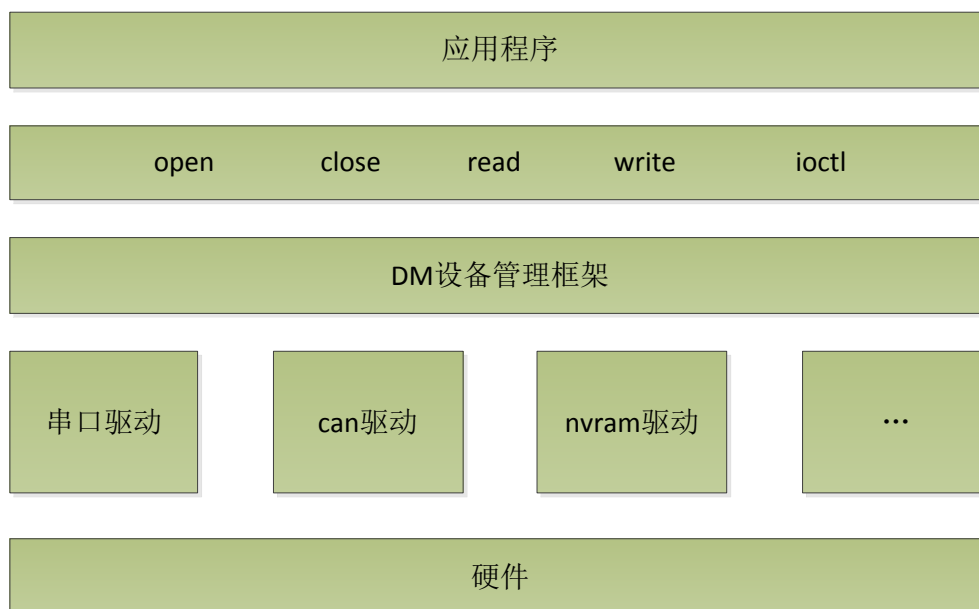 应用程序
open close read write ioctl
DM设备管理框架
串口驱动 can驱动 nvram驱动 …
硬件